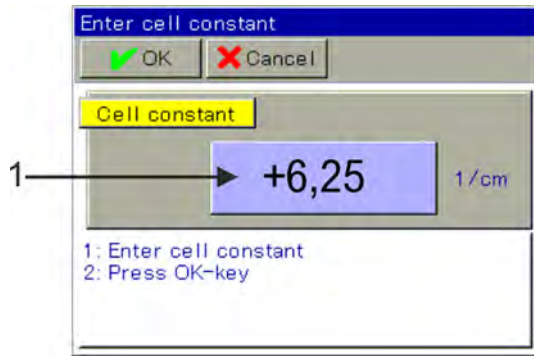 Enter cell constant
OK Cancel
Cell constant
1 +6,25 1/cm
1: Enter cell constant
2: Press OK-key